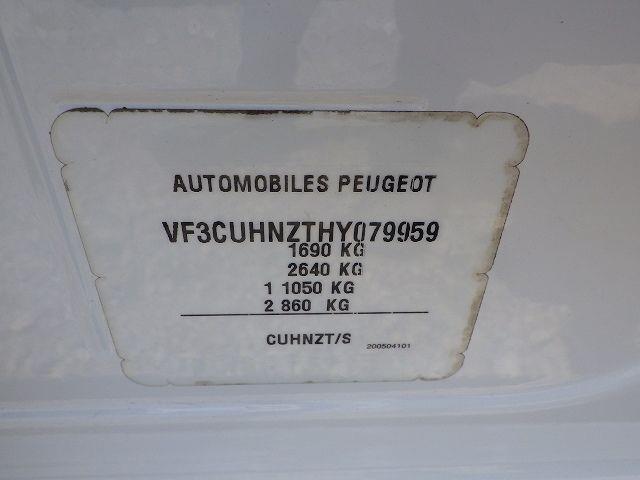 AUTOMOBILES PEUGEOT
VF3CUHNZTHY079959
1690 KG
2640 KG
1 1050 KG
2 860 KG
CUHNZT/S 200504101